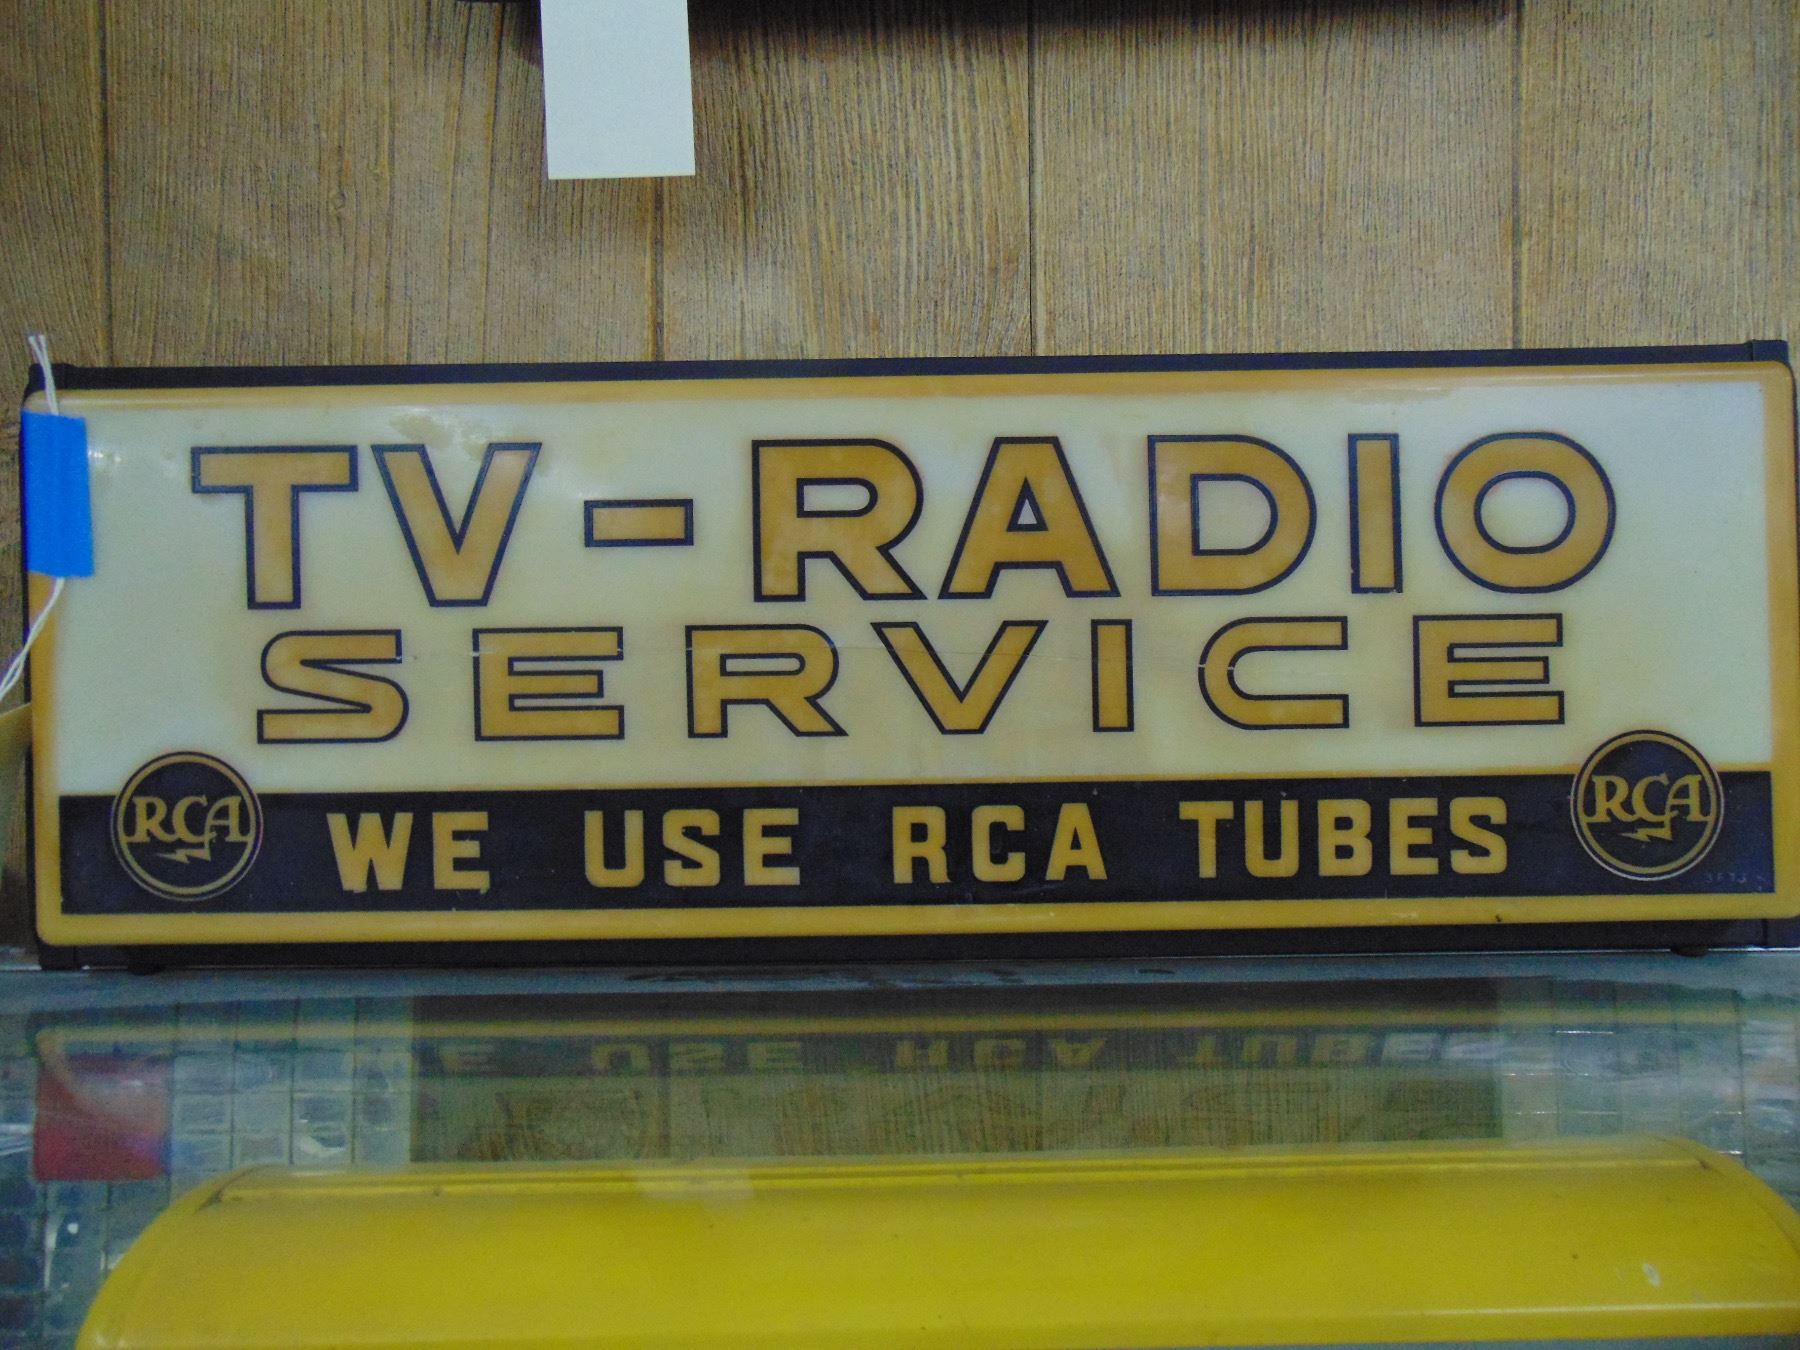 TV-RADIO
SERVICE
RCA WE USE RCA TUBES RCA